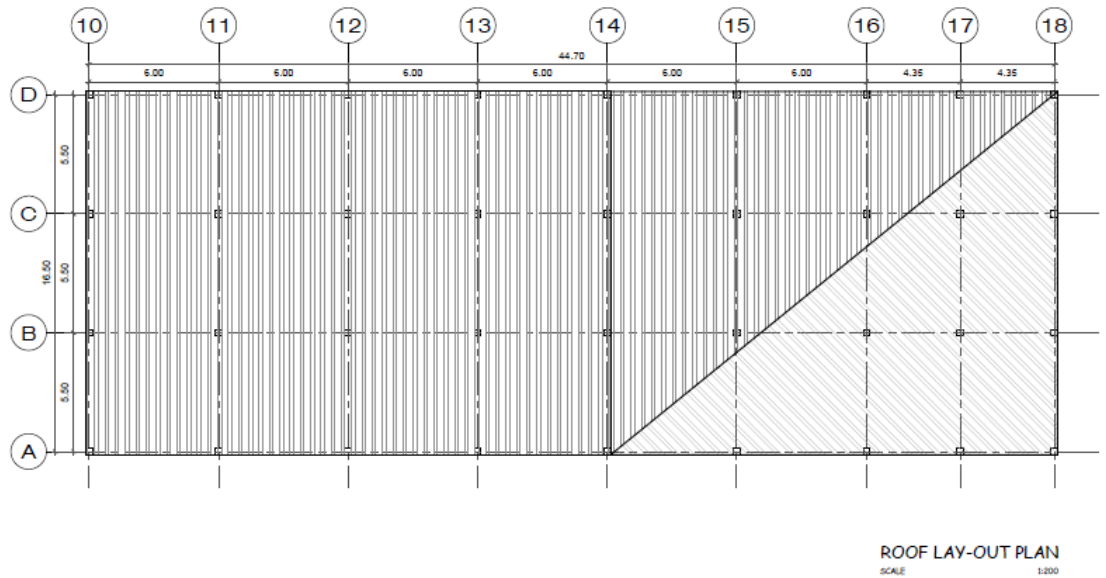 10 11 12 13 14 15 16 17 18
44.70
6.00 6.00 6.00 6.00 6.00 6.00 4.35 4.35
D
5.50
C
16.50 5.50
B
5.50
A
ROOF LAY-OUT PLAN
SCALE 1:200